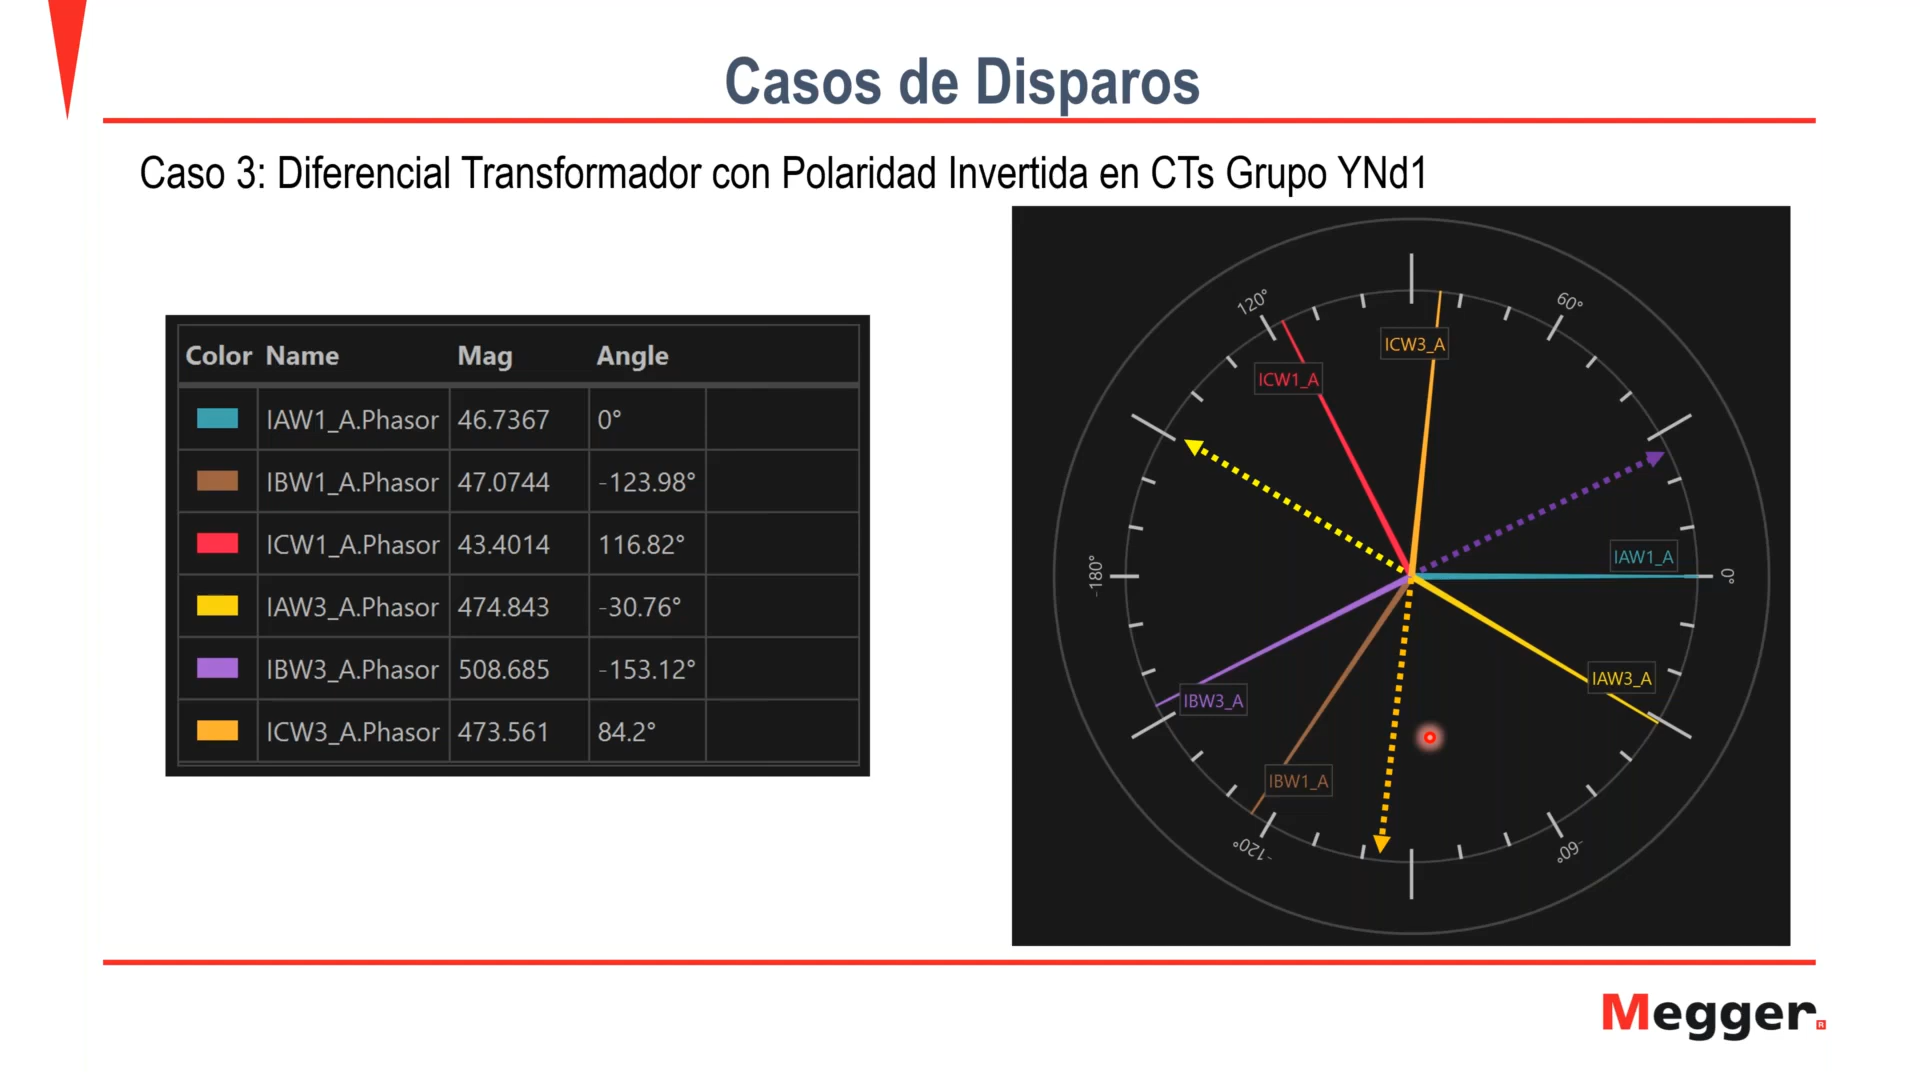 Casos de Disparos
Caso 3: Diferencial Transformador con Polaridad Invertida en CTs Grupo YNd1
Color Name Mag Angle
IAW1_A.Phasor 46.7367 0°
IBW1_A.Phasor 47.0744 -123.98°
ICW1_A.Phasor 43.4014 116.82°
IAW3_A.Phasor 474.843 -30.76°
IBW3_A.Phasor 508.685 -153.12°
ICW3_A.Phasor 473.561 84.2°
120°
60°
ICW3_A
ICW1_A
IAW1_A
-180°
0°
IAW3_A
IBW3_A
IBW1_A
-120°
-60°
Megger®